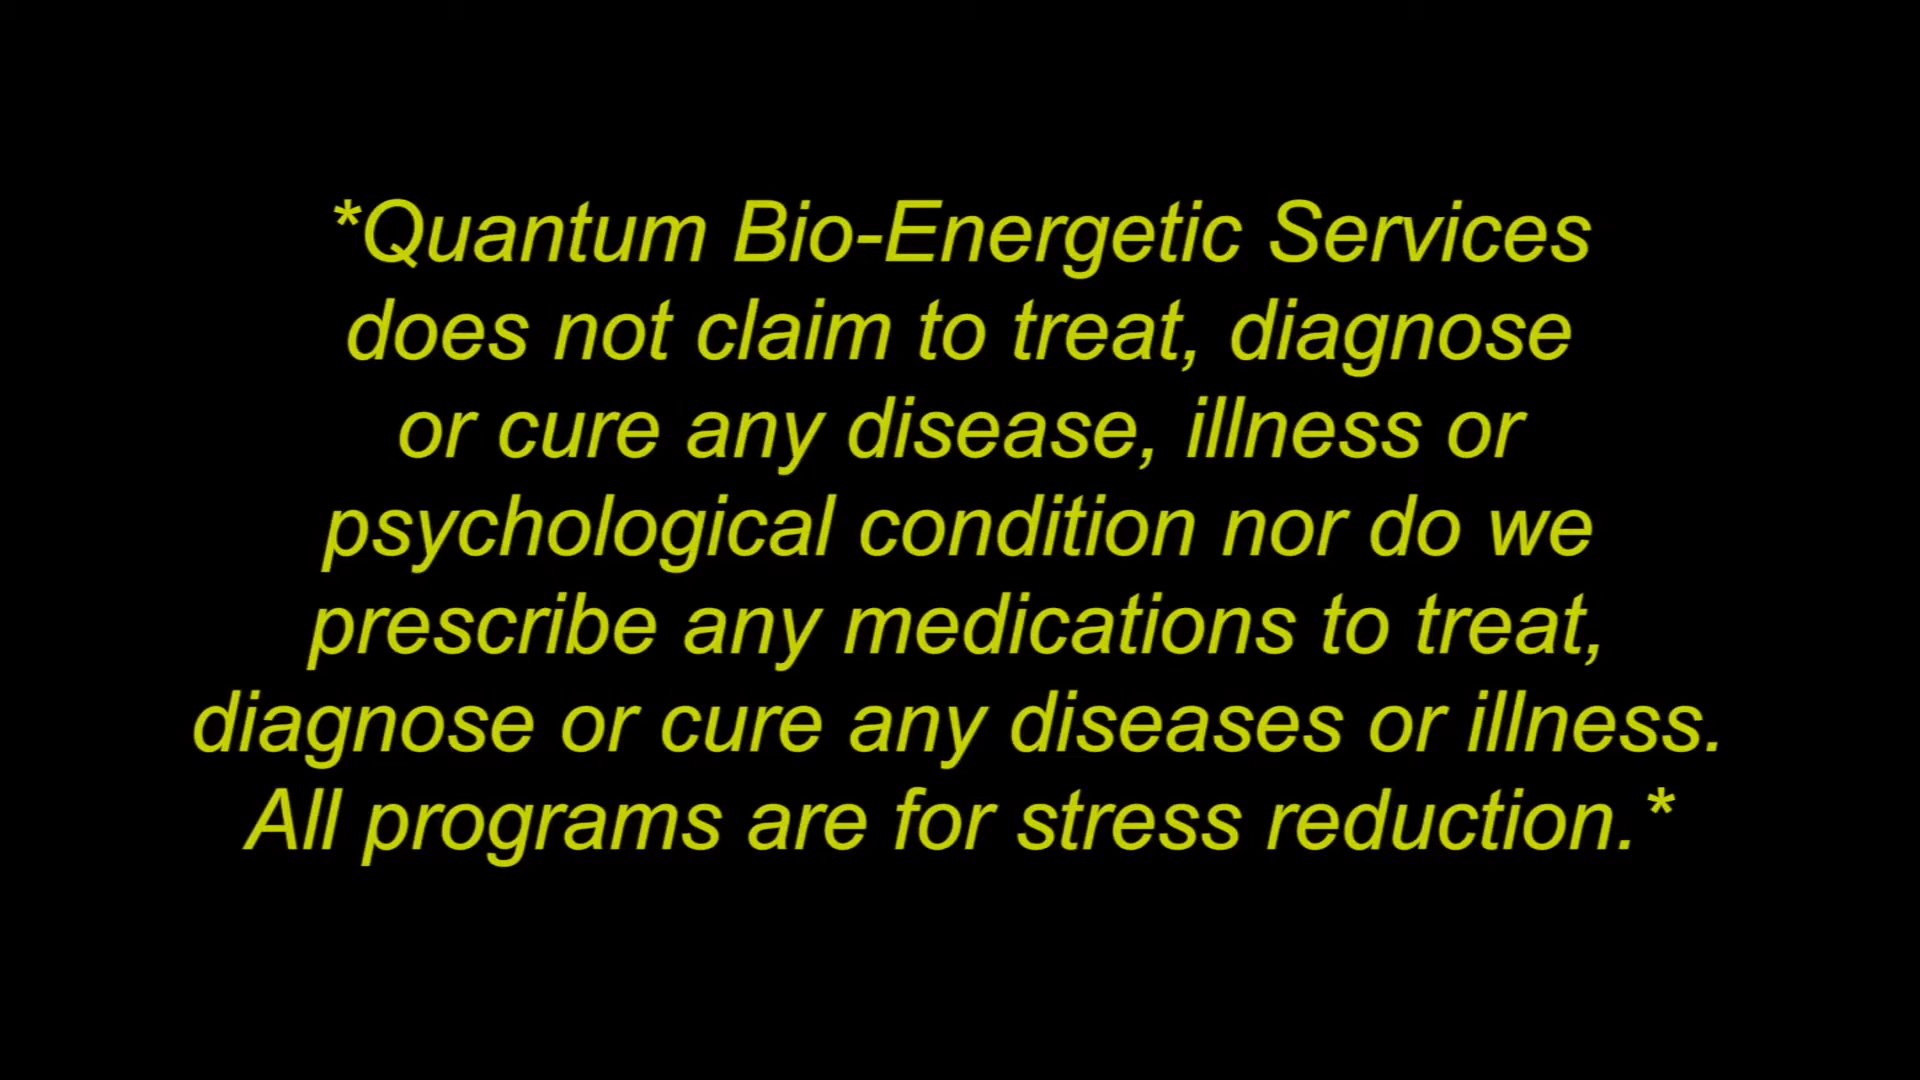 *Quantum Bio-Energetic Services
does not claim to treat, diagnose
or cure any disease, illness or
psychological condition nor do we
prescribe any medications to treat,
diagnose or cure any diseases or illness.
All programs are for stress reduction.*